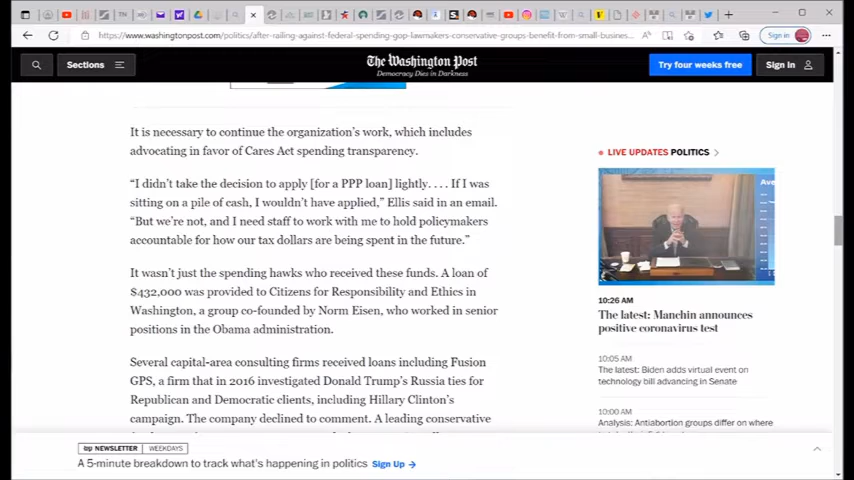 https://www.washingtonpost.com/politics/after-railing-against-federal-spending-gop-lawmakers-conservative-groups-benefit-from-small-business...
Sign in
Sections
The Washington Post
Democracy Dies in Darkness
Try four weeks free
Sign In
It is necessary to continue the organization's work, which includes
advocating in favor of Cares Act spending transparency.
“I didn't take the decision to apply [for a PPP loan] lightly. . . . If I was
sitting on a pile of cash, I wouldn't have applied,” Ellis said in an email.
“But we're not, and I need staff to work with me to hold policymakers
accountable for how our tax dollars are being spent in the future.”
It wasn't just the spending hawks who received these funds. A loan of
$432,000 was provided to Citizens for Responsibility and Ethics in
Washington, a group co-founded by Norm Eisen, who worked in senior
positions in the Obama administration.
Several capital-area consulting firms received loans including Fusion
GPS, a firm that in 2016 investigated Donald Trump's Russia ties for
Republican and Democratic clients, including Hillary Clinton's
campaign. The company declined to comment. A leading conservative
LIVE UPDATES POLITICS
10:26 AM
The latest: Manchin announces
positive coronavirus test
10:05 AM
The latest: Biden adds virtual event on
technology bill advancing in Senate
10:00 AM
Analysis: Antiabortion groups differ on where
wp NEWSLETTER WEEKDAYS
A 5-minute breakdown to track what's happening in politics Sign Up